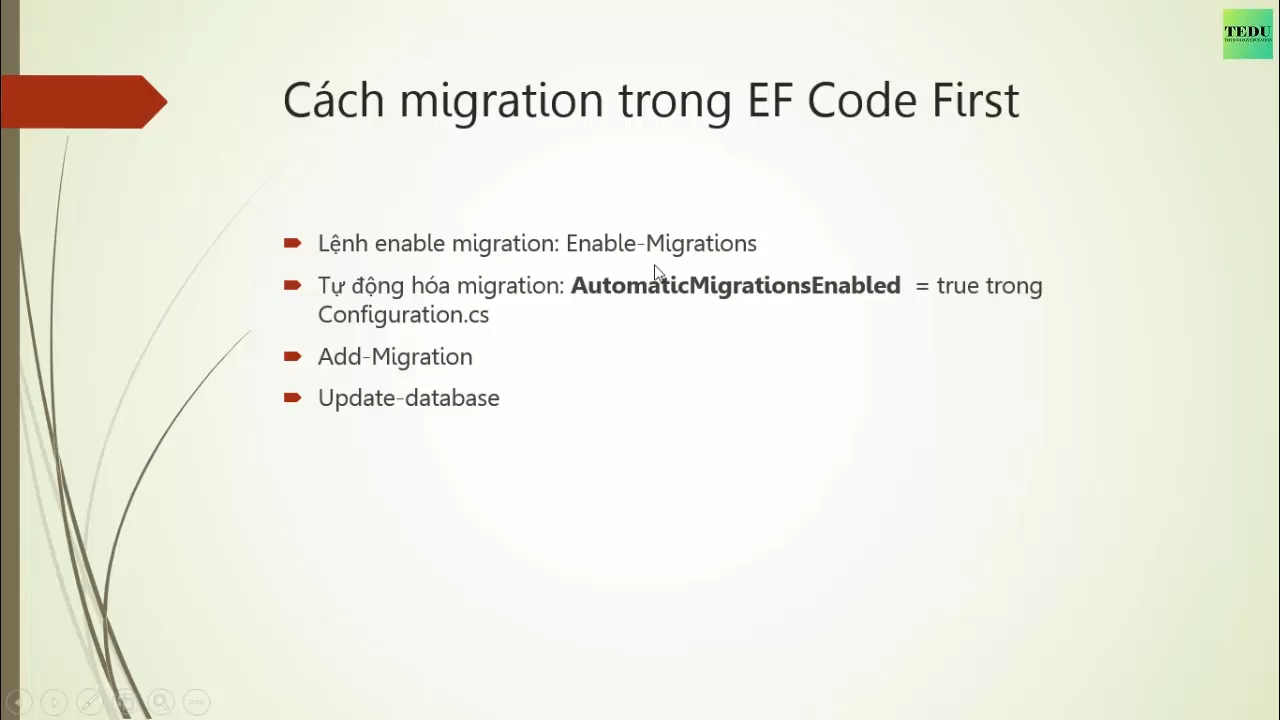 TEDU
Cách migration trong EF Code First
Lệnh enable migration: Enable-Migrations
Tự động hóa migration: AutomaticMigrationsEnabled = true trong
Configuration.cs
Add-Migration
Update-database